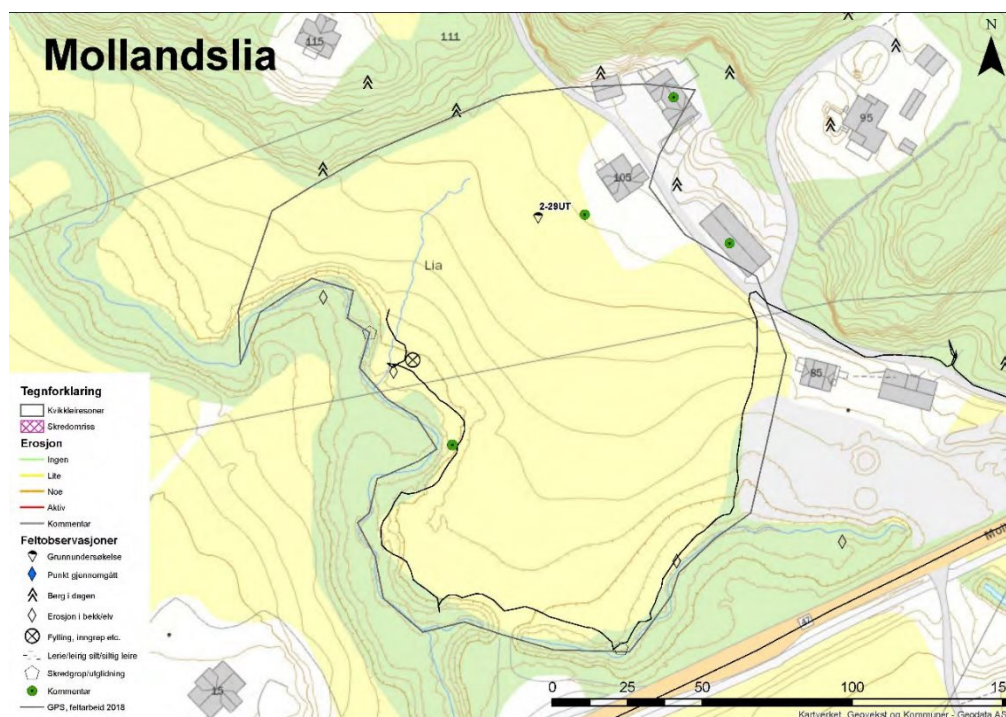 Mollandslia
N
115
111
95
105
2-29UT
Lia
85
15
Tegnforklaring
Kvikkleiresoner
Skredomriss
Erosjon
Ingen
Lite
Noe
Aktiv
Kommentar
Feltobservasjoner
Grunnundersøkelse
Punkt gjennomgått
Berg i dagen
Erosjon i bekk/elv
Fylling, inngrep etc.
Lerie/leirig silt/siltig leire
Skredgrop/utglidning
Kommentar
GPS, feltarbeid 2018
0 25 50 100 150
Kartverket, Geovekst og Kommuner - Geodata AS